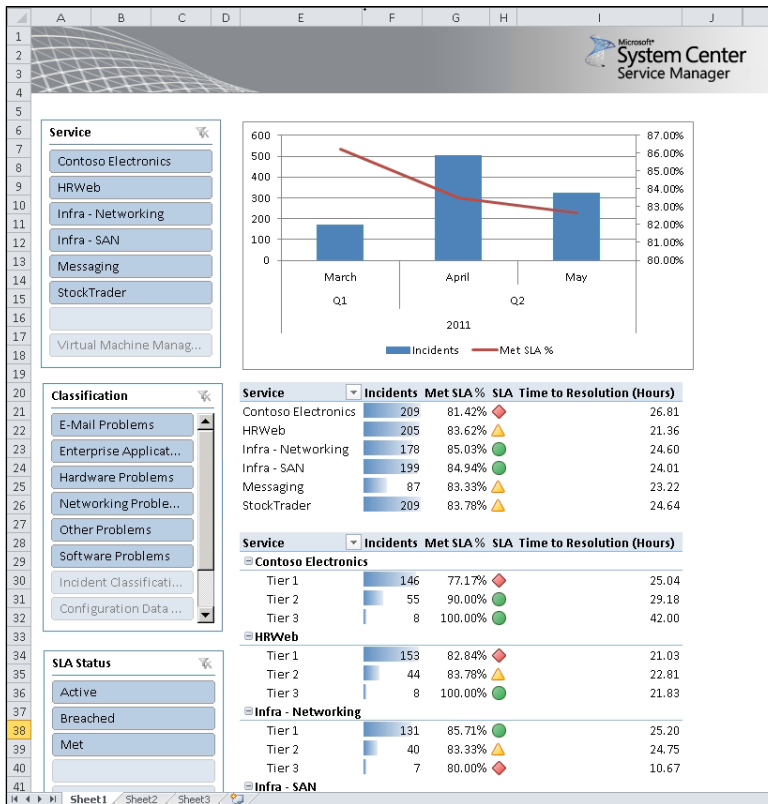 A B C D E F G H I J
1
2
3
4
5
6
7
8
9
10
11
12
13
14
15
16
17
18
19
20
21
22
23
24
25
26
27
28
29
30
31
32
33
34
35
36
37
38
39
40
41
Microsoft®
System Center
Service Manager
Service
Contoso Electronics
HRWeb
Infra - Networking
Infra - SAN
Messaging
StockTrader
Virtual Machine Manag...
600
500
400
300
200
100
0
87.00%
86.00%
85.00%
84.00%
83.00%
82.00%
81.00%
80.00%
March April May
Q1 Q2
2011
Incidents Met SLA %
Classification
E-Mail Problems
Enterprise Applicat...
Hardware Problems
Networking Proble...
Other Problems
Software Problems
Incident Classificati...
Configuration Data ...
SLA Status
Active
Breached
Met
Service Incidents Met SLA % SLA Time to Resolution (Hours)
Contoso Electronics 209 81.42% 26.81
HRWeb 205 83.62% 21.36
Infra - Networking 178 85.03% 24.60
Infra - SAN 199 84.94% 24.01
Messaging 87 83.33% 23.22
StockTrader 209 83.78% 24.64
Service Incidents Met SLA % SLA Time to Resolution (Hours)
Contoso Electronics
Tier 1 146 77.17% 25.04
Tier 2 55 90.00% 29.18
Tier 3 8 100.00% 42.00
HRWeb
Tier 1 153 82.84% 21.03
Tier 2 44 83.78% 22.81
Tier 3 8 100.00% 21.83
Infra - Networking
Tier 1 131 85.71% 25.20
Tier 2 40 83.33% 24.75
Tier 3 7 80.00% 10.67
Infra - SAN
Sheet1 Sheet2 Sheet3